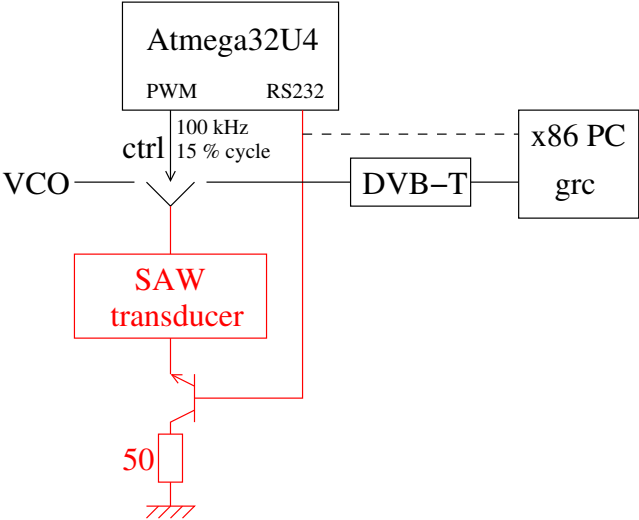 Atmega32U4
PWM RS232
100 kHz
ctrl 15 % cycle
x86 PC
VCO
DVB−T
grc
SAW
transducer
50